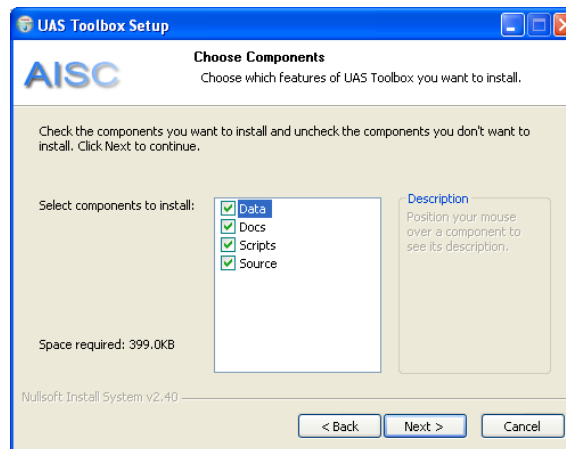 UAS Toolbox Setup
AISC
Choose Components
Choose which features of UAS Toolbox you want to install.
Check the components you want to install and uncheck the components you don't want to
install. Click Next to continue.
Select components to install:
Data
Docs
Scripts
Source
Description
Position your mouse
over a component to
see its description.
Space required: 399.0KB
Nullsoft Install System v2.40
< Back
Next >
Cancel